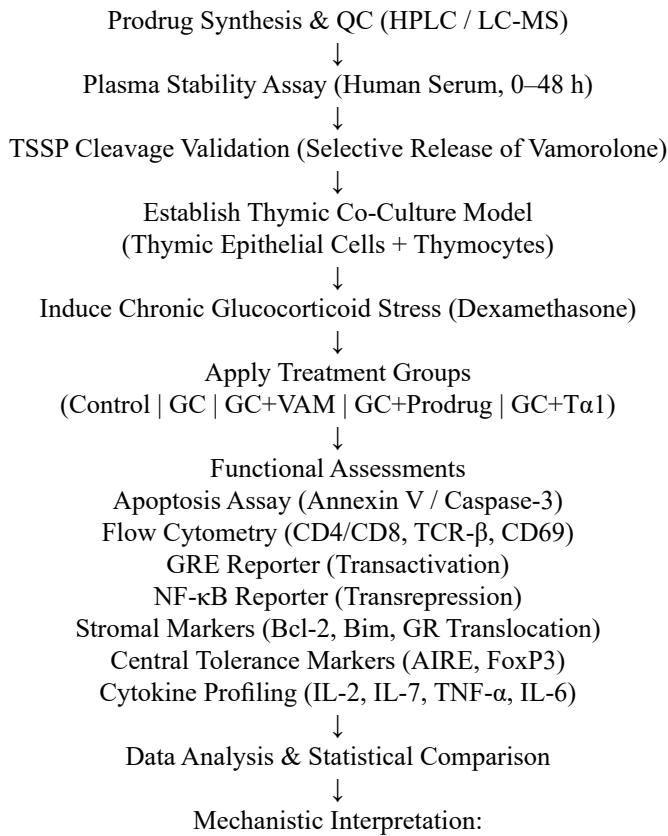 Prodrug Synthesis & QC (HPLC / LC-MS)
↓
Plasma Stability Assay (Human Serum, 0–48 h)
↓
TSSP Cleavage Validation (Selective Release of Vamorolone)
↓
Establish Thymic Co-Culture Model
(Thymic Epithelial Cells + Thymocytes)
↓
Induce Chronic Glucocorticoid Stress (Dexamethasone)
↓
Apply Treatment Groups
(Control | GC | GC+VAM | GC+Prodrug | GC+Tα1)
↓
Functional Assessments
Apoptosis Assay (Annexin V / Caspase-3)
Flow Cytometry (CD4/CD8, TCR-β, CD69)
GRE Reporter (Transactivation)
NF-κB Reporter (Transrepression)
Stromal Markers (Bcl-2, Bim, GR Translocation)
Central Tolerance Markers (AIRE, FoxP3)
Cytokine Profiling (IL-2, IL-7, TNF-α, IL-6)
↓
Data Analysis & Statistical Comparison
↓
Mechanistic Interpretation: